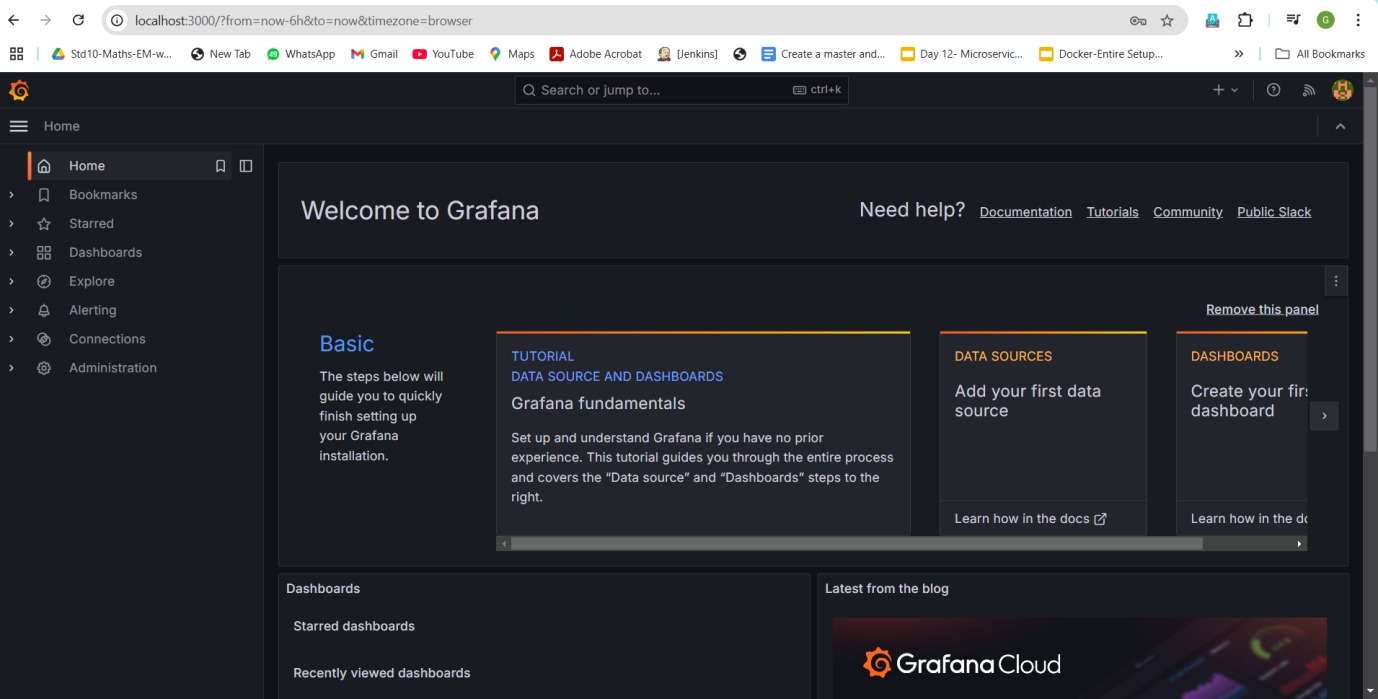 localhost:3000/?from=now-6h&to=now&timezone=browser
G
Std10-Maths-EM-w...
New Tab
49
WhatsApp
Gmail
YouTube
Maps
Adobe Acrobat
[Jenkins]
Create a master and...
Day 12- Microservic...
Docker-Entire Setup...
»
All Bookmarks
Search or jump to...
ctrl+k
Home
Home
Bookmarks
Starred
Dashboards
Explore
Alerting
Connections
Administration
Welcome to Grafana
Need help?
Documentation
Tutorials
Community
Public Slack
Remove this panel
Basic
The steps below will
guide you to quickly
finish setting up
your Grafana
installation.
TUTORIAL
DATA SOURCE AND DASHBOARDS
Grafana fundamentals
Set up and understand Grafana if you have no prior
experience. This tutorial guides you through the entire process
and covers the “Data source” and “Dashboards” steps to the
right.
DATA SOURCES
Add your first data
source
Learn how in the docs
DASHBOARDS
Create your firs
dashboard
Learn how in the do
Dashboards
Starred dashboards
Recently viewed dashboards
Latest from the blog
Grafana Cloud